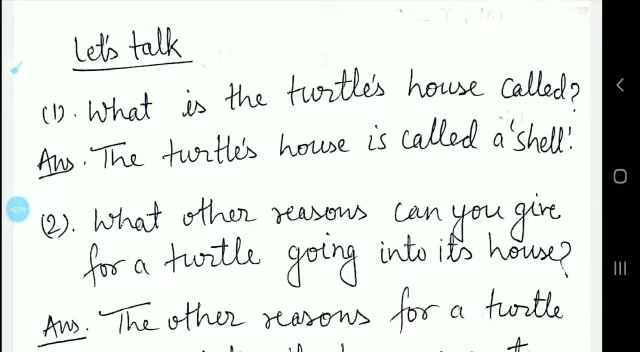 Let's talk
(1). What is the turtle's house called?
Ans. The turtle's house is called a 'shell'.
(2). What other reasons can you give
for a turtle going into its house?
Ans. The other reasons for a turtle